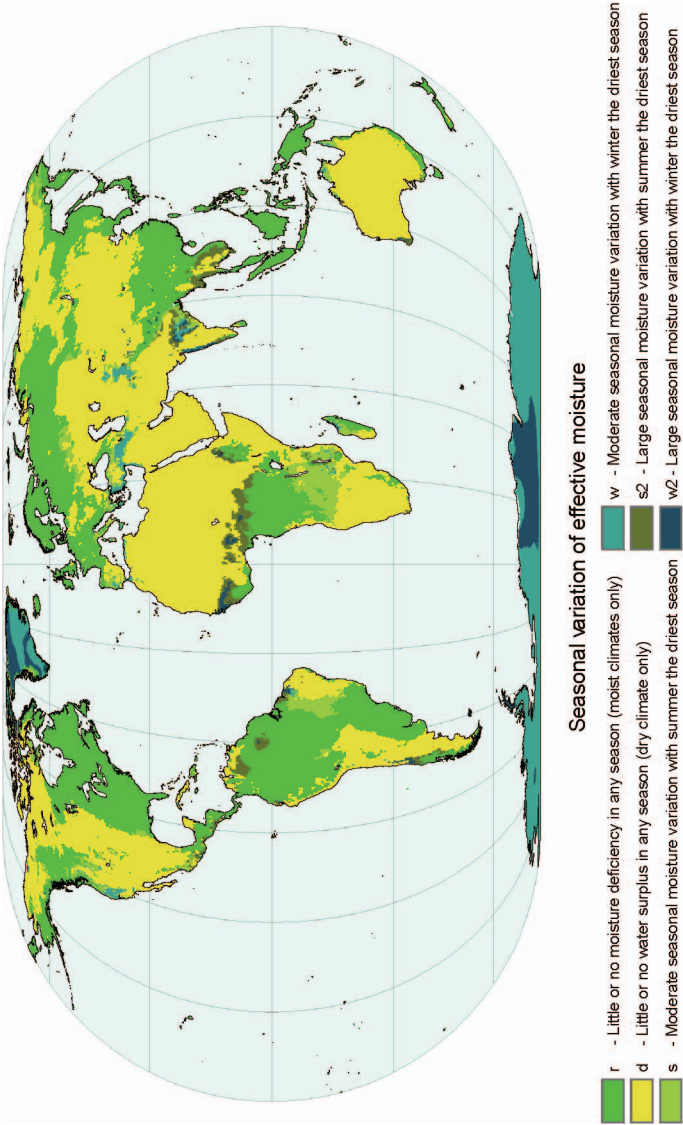 Seasonal variation of effective moisture
r - Little or no moisture deficiency in any season (moist climates only)
d - Little or no water surplus in any season (dry climate only)
s - Moderate seasonal moisture variation with summer the driest season
w - Moderate seasonal moisture variation with winter the driest season
s2 - Large seasonal moisture variation with summer the driest season
w2 - Large seasonal moisture variation with winter the driest season